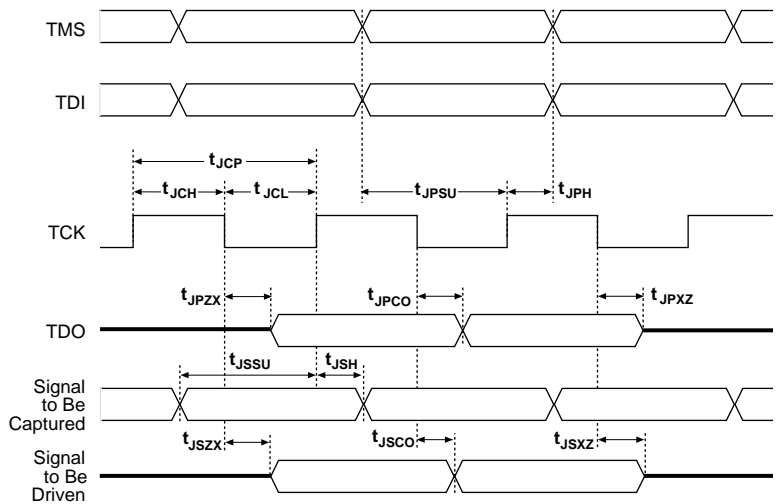 TMS
TDI
tJCP
tJCH
tJCL
tJPSU
tJPH
TCK
tJPZX
tJPCO
tJPXZ
TDO
tJSSU
tJSH
Signal
to Be
Captured
tJSZX
tJSCO
tJSXZ
Signal
to Be
Driven